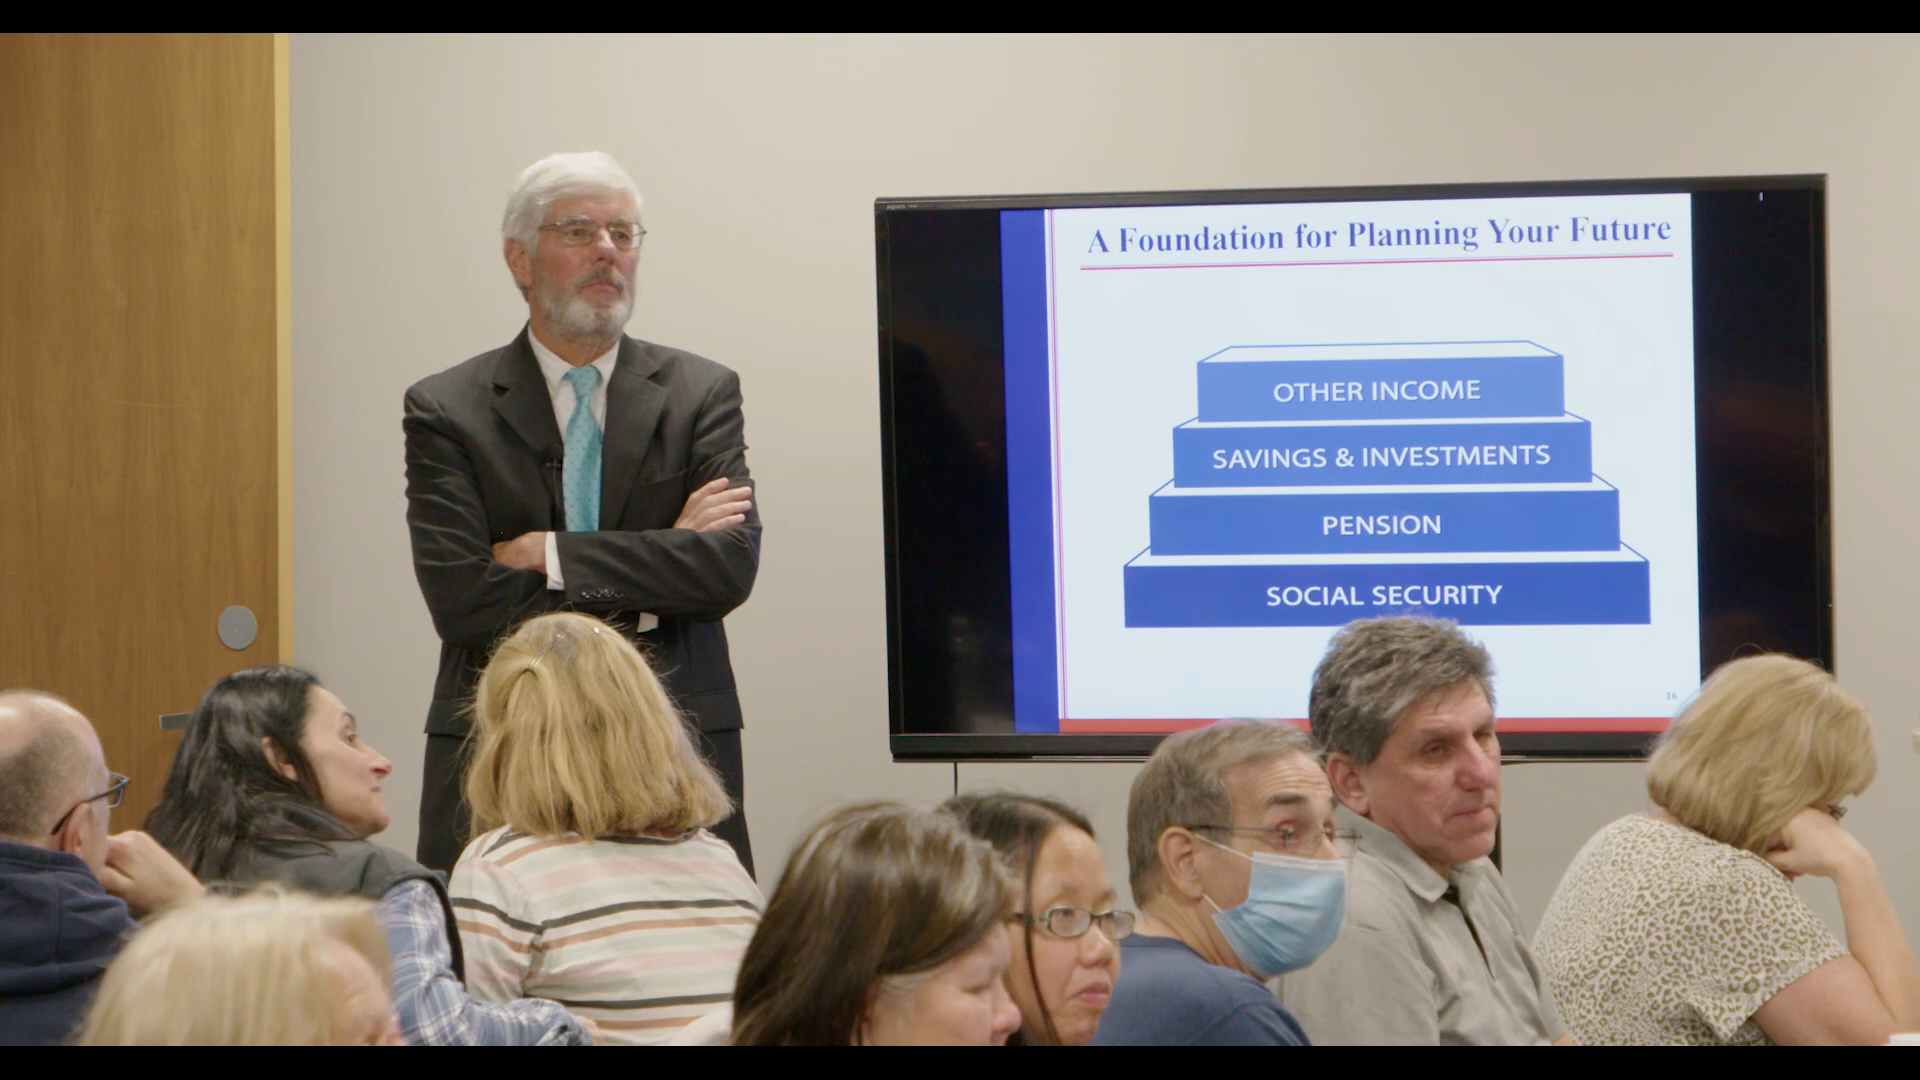 A Foundation for Planning Your Future
OTHER INCOME
SAVINGS & INVESTMENTS
PENSION
SOCIAL SECURITY
16